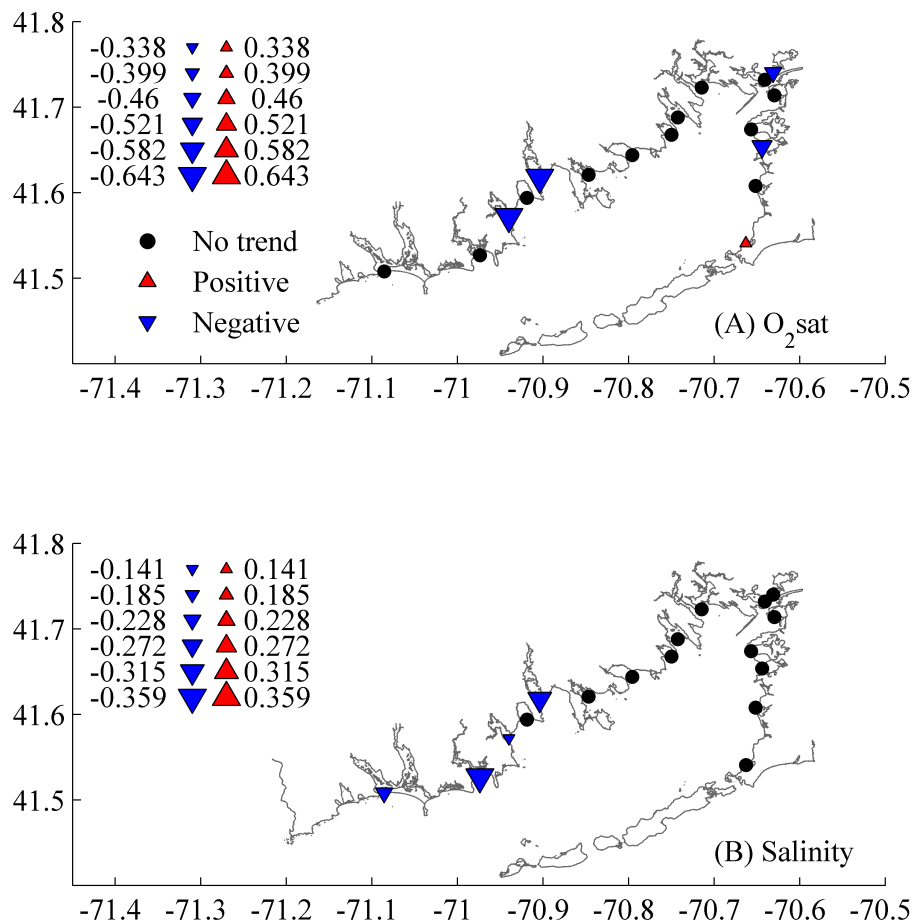 41.8
-0.338 0.338
-0.399 0.399
-0.46 0.46
41.7
-0.521 0.521
-0.582 0.582
-0.643 0.643
41.6
No trend
Positive
41.5
Negative
(A) O2sat
-71.4 -71.3 -71.2 -71.1 -71 -70.9 -70.8 -70.7 -70.6 -70.5
41.8
-0.141 0.141
-0.185 0.185
-0.228 0.228
41.7
-0.272 0.272
-0.315 0.315
-0.359 0.359
41.6
41.5
(B) Salinity
-71.4 -71.3 -71.2 -71.1 -71 -70.9 -70.8 -70.7 -70.6 -70.5